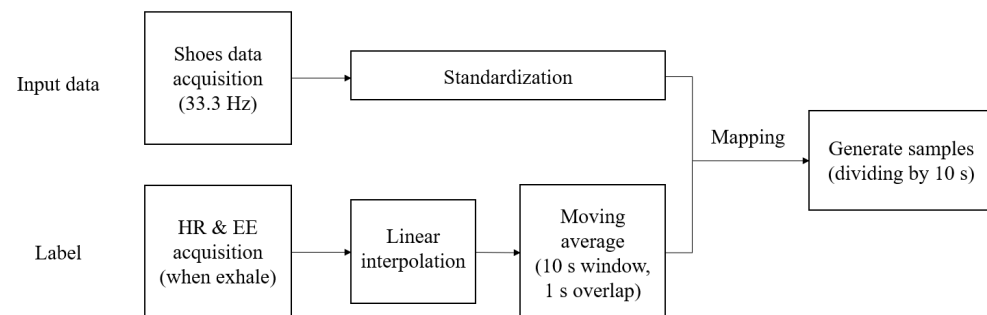 Input data
Shoes data
acquisition
(33.3 Hz)
Standardization
Mapping
Generate samples
(dividing by 10 s)
Label
HR & EE
acquisition
(when exhale)
Linear
interpolation
Moving
average
(10 s window,
1 s overlap)